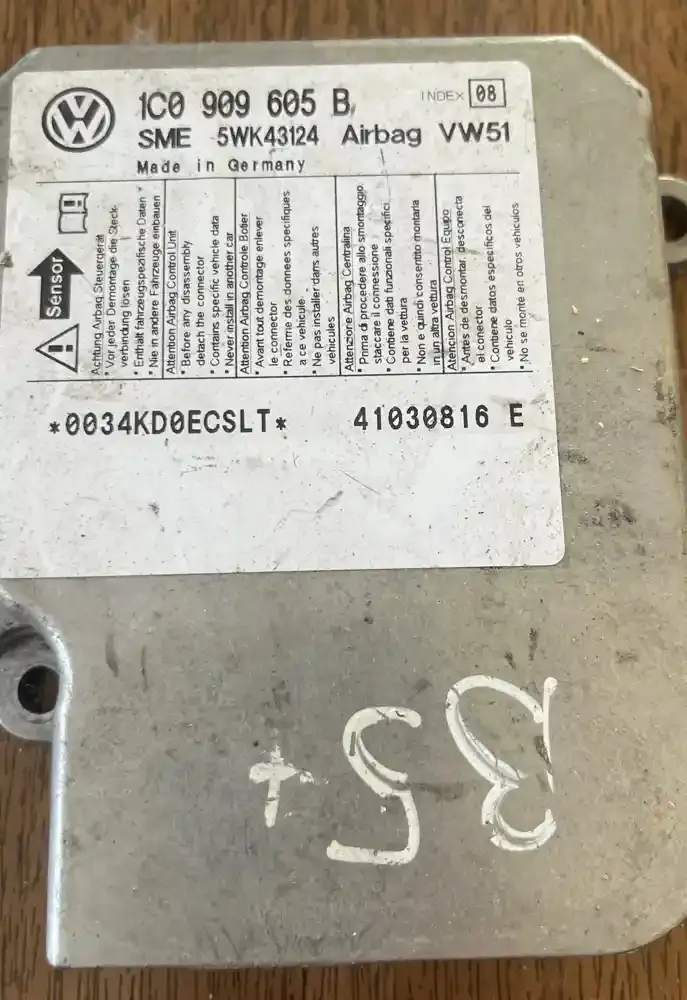 1C0 909 605 B
INDEX 08
SME 5WK43124 Airbag VW51
Made in Germany
Sensor
Achtung Airbag Steuergerät
* Vor jeder Demontage die Steck-
verbindung lösen
* Enthält fahrzeugspezifische Daten
* Nie in andere Fahrzeuge einbauen
Attention Airbag Control Unit
* Before any disassembly
detach the connector
* Contains specific vehicle data
* Never install in another car
Attention Airbag Controle Boîtier
* Avant tout demontage enlever
le connector
* Referme des donnees specifiques
a ce vehicule
* Ne pas installer dans autres
vehicules
Attenzione Airbag Centralina
* Prima di procedere allo smontaggio
staccare il connessione
* Contiene dati funzionali specifici
per la vettura
* Non e quindi consentito montarla
in un altra vettura
Atencion Airbag Control Equipo
* Antes de desmontar desconecta
el conector
* Contiene datos especificos del
vehiculo
* No se monte en otros vehiculos
*0034KD0ECSLT* 41030816 E
B5+